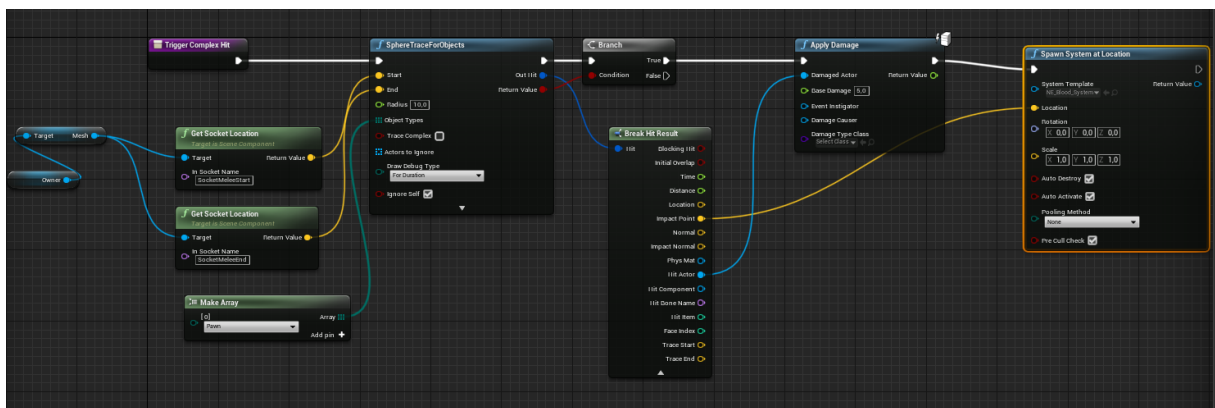 Trigger Complex Hit
Target
Mesh
Owner
Get Socket Location
Target is Scene Component
Target
Return Value
In Socket Name
SocketMeleeStart
Get Socket Location
Target is Scene Component
Target
Return Value
In Socket Name
SocketMeleeEnd
Make Array
[0]
Array
Pawn
Add pin +
SphereTraceForObjects
Start
Out Hit
End
Return Value
Radius 10,0
Object Types
Trace Complex
Actors to Ignore
Draw Debug Type
For Duration
Ignore Self
Branch
True
Condition
False
Break Hit Result
Hit
Blocking Hit
Initial Overlap
Time
Distance
Location
Impact Point
Normal
Impact Normal
Phys Mat
Hit Actor
Hit Component
Hit Bone Name
Hit Item
Face Index
Trace Start
Trace End
Apply Damage
Damaged Actor
Return Value
Base Damage 5,0
Event Instigator
Damage Causer
Damage Type Class
Select Class
Spawn System at Location
System Template
Return Value
NE_Blood_System
Location
Rotation
X 0,0 Y 0,0 Z 0,0
Scale
X 1,0 Y 1,0 Z 1,0
Auto Destroy
Auto Activate
Pooling Method
None
Pre Cull Check